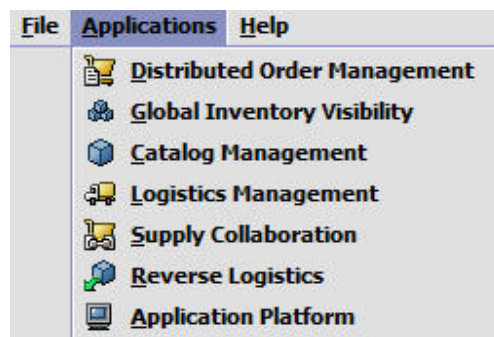 File Applications Help
Distributed Order Management
Global Inventory Visibility
Catalog Management
Logistics Management
Supply Collaboration
Reverse Logistics
Application Platform